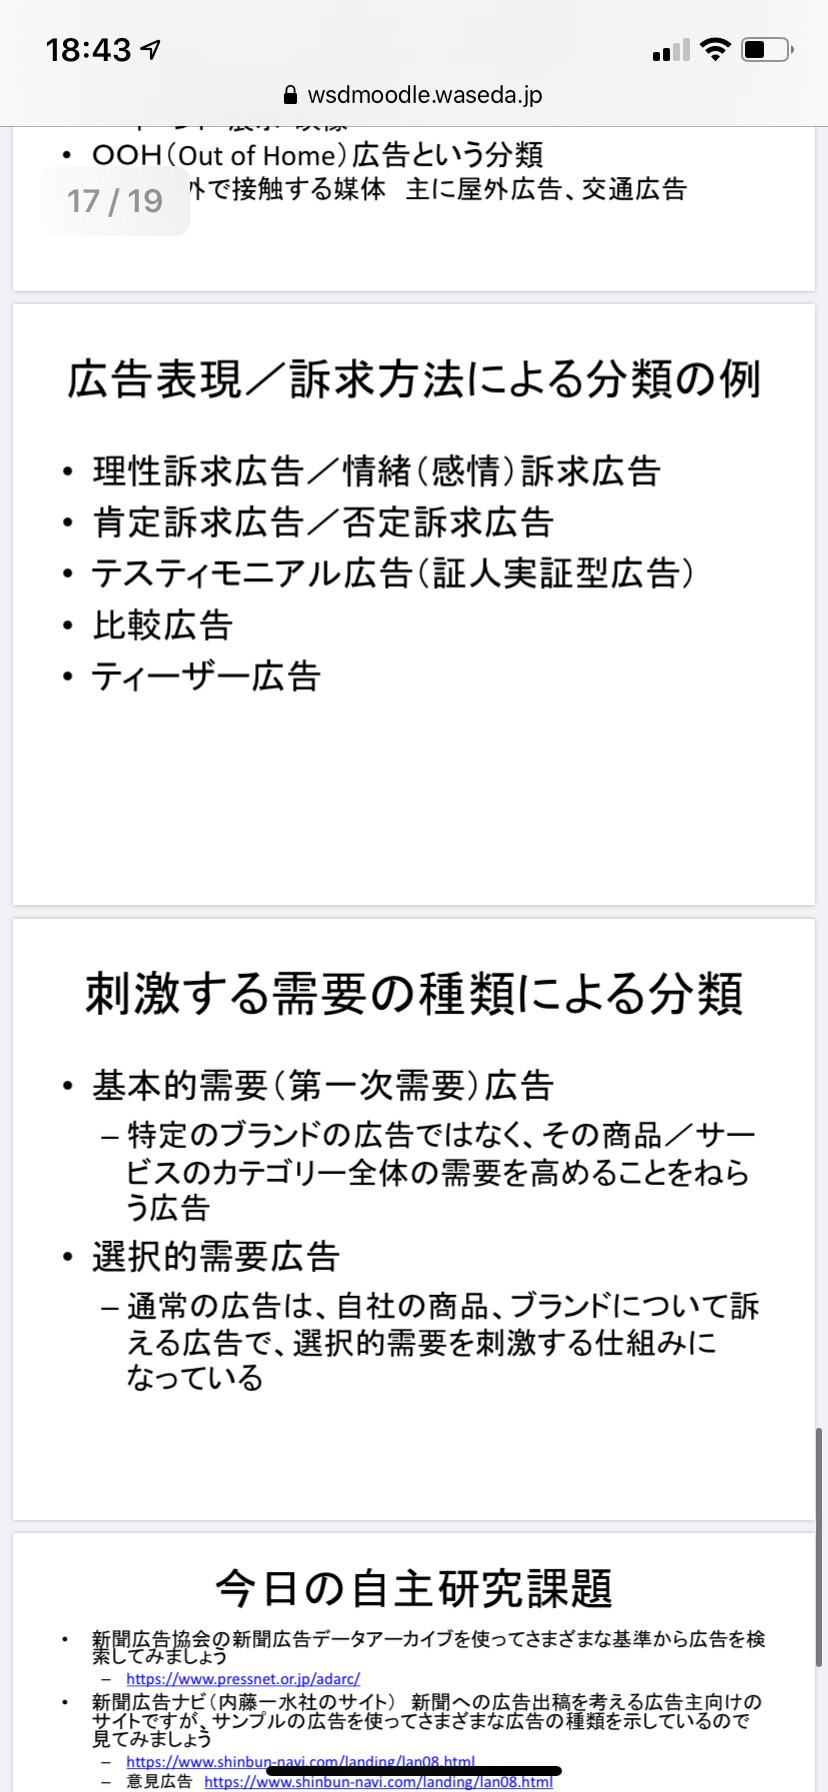 18:43
wsdmoodle.waseda.jp
• OOH(Out of Home)広告という分類
17 / 19
外で接触する媒体 主に屋外広告、交通広告
広告表現／訴求方法による分類の例
• 理性訴求広告／情緒(感情)訴求広告
• 肯定訴求広告／否定訴求広告
• テスティモニアル広告(証人実証型広告)
• 比較広告
• ティーザー広告
刺激する需要の種類による分類
• 基本的需要(第一次需要)広告
– 特定のブランドの広告ではなく、その商品／サー
ビスのカテゴリー全体の需要を高めることをねら
う広告
• 選択的需要広告
– 通常の広告は、自社の商品、ブランドについて訴
える広告で、選択的需要を刺激する仕組みに
なっている
今日の自主研究課題
• 新聞広告協会の新聞広告データアーカイブを使ってさまざまな基準から広告を検
索してみましょう
– https://www.pressnet.or.jp/adarc/
• 新聞広告ナビ(内藤一水社のサイト) 新聞への広告出稿を考える広告主向けの
サイトですが、サンプルの広告を使ってさまざまな広告の種類を示しているので
見てみましょう
– https://www.shinbun-navi.com/landing/lan08.html
– 意見広告 https://www.shinbun-navi.com/landing/lan08.html